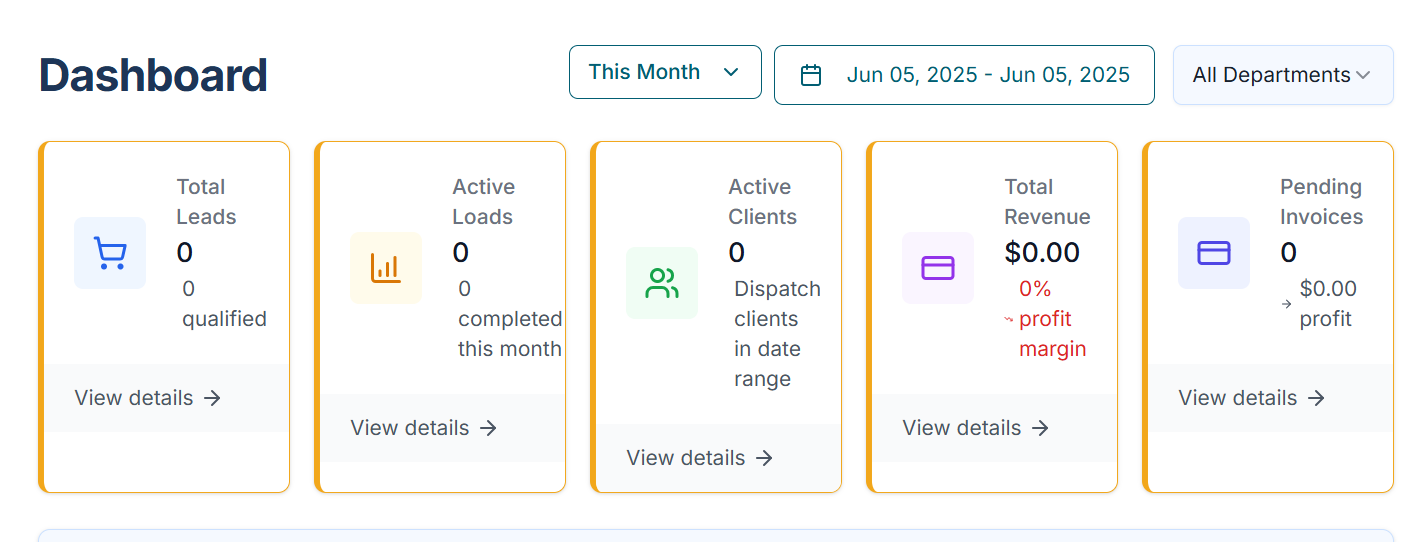 Dashboard
This Month
Jun 05, 2025 - Jun 05, 2025
All Departments
Total
Leads
0
0
qualified
View details
Active
Loads
0
0
completed
this month
View details
Active
Clients
0
Dispatch
clients
in date
range
View details
Total
Revenue
$0.00
0%
profit
margin
View details
Pending
Invoices
0
$0.00
profit
View details